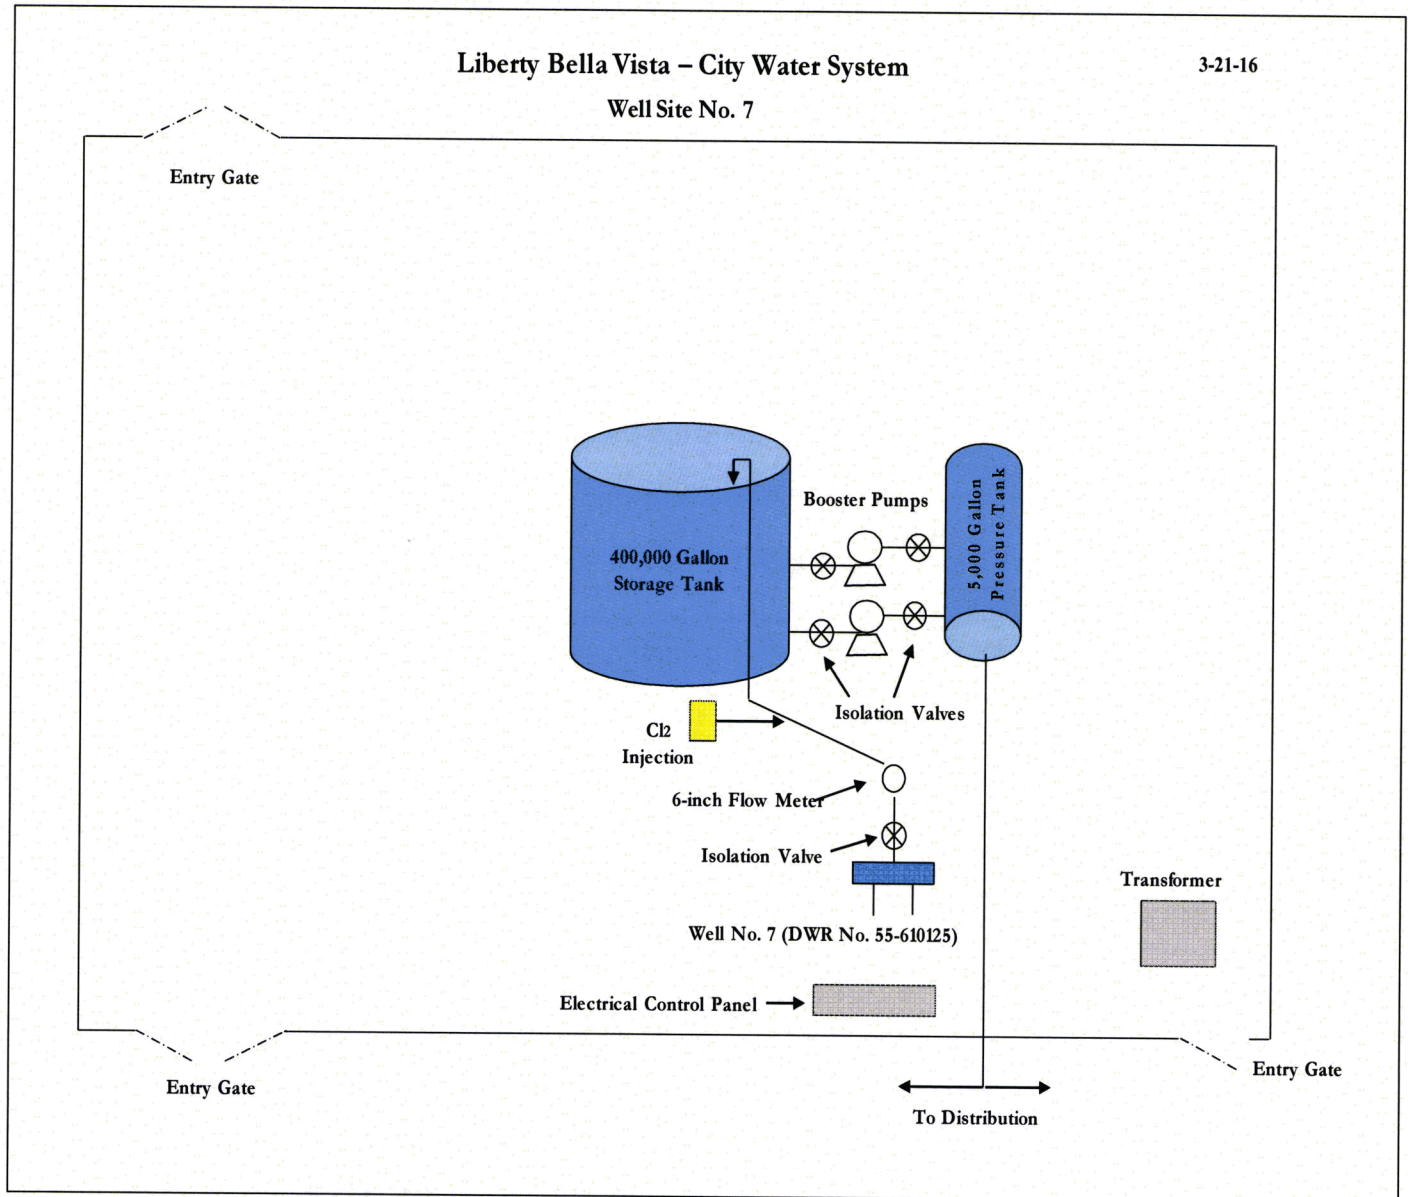 Liberty Bella Vista – City Water System
3-21-16
Well Site No. 7
Entry Gate
Booster Pumps
400,000 Gallon
Storage Tank
5,000 Gallon
Pressure Tank
Isolation Valves
Cl2
Injection
6-inch Flow Meter
Isolation Valve
Transformer
Well No. 7 (DWR No. 55-610125)
Electrical Control Panel
Entry Gate
Entry Gate
To Distribution